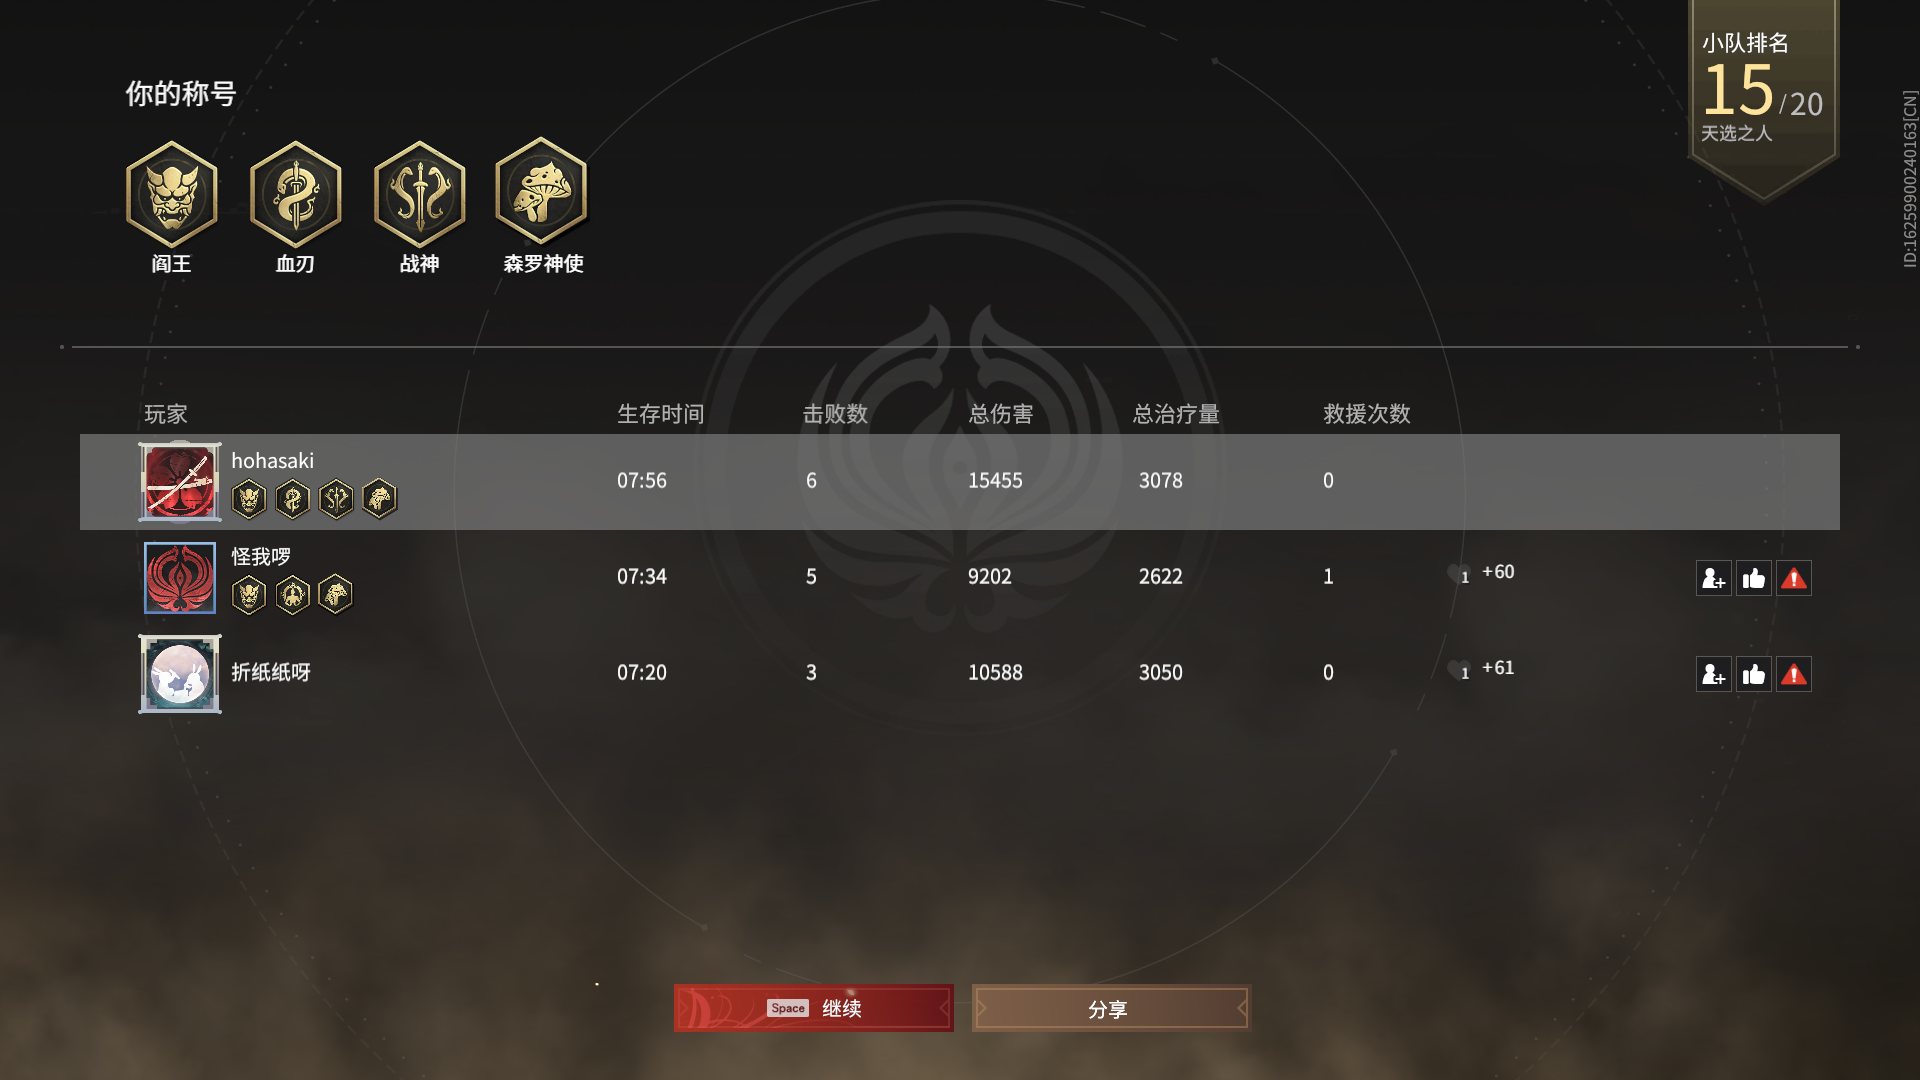 你的称号
阎王 血刃 战神 森罗神使
小队排名
15/20
天选之人
ID:162599002240163[CN]
玩家 生存时间 击败数 总伤害 总治疗量 救援次数
hohasaki
07:56 6 15455 3078 0
怪我啰
07:34 5 9202 2622 1 1 +60
折纸纸呀
07:20 3 10588 3050 0 1 +61
Space 继续
分享